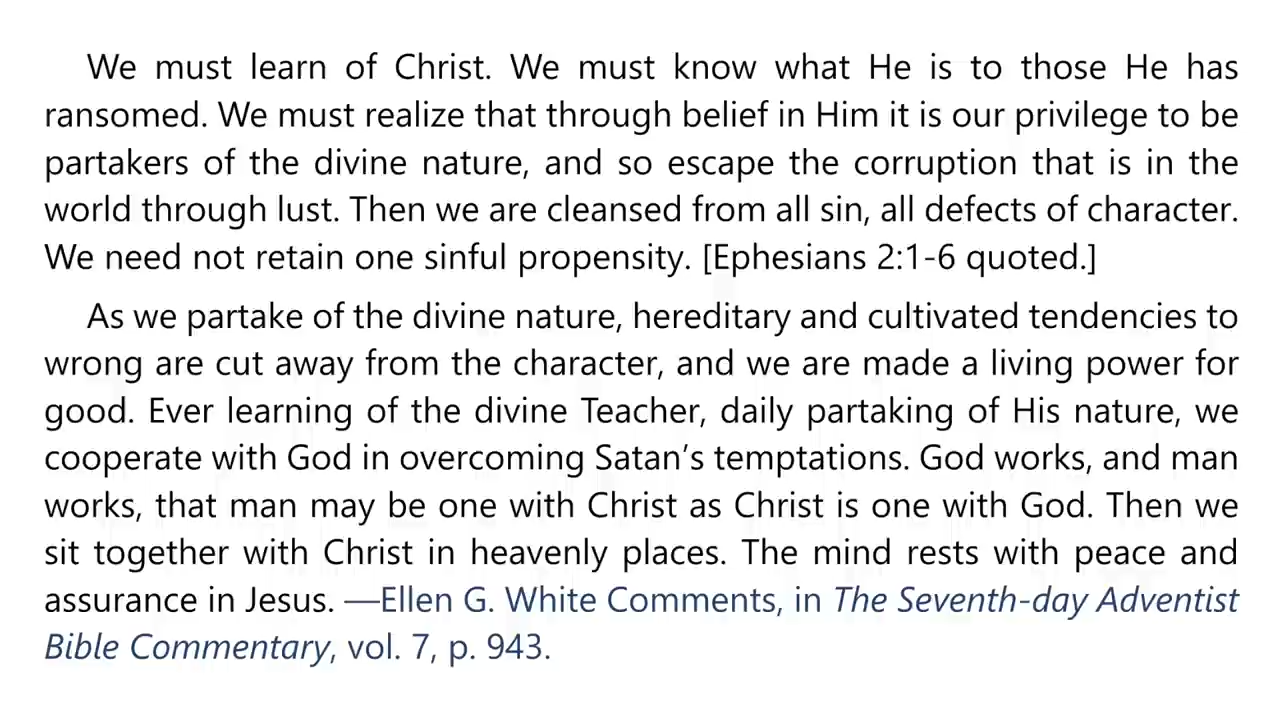 We must learn of Christ. We must know what He is to those He has
ransomed. We must realize that through belief in Him it is our privilege to be
partakers of the divine nature, and so escape the corruption that is in the
world through lust. Then we are cleansed from all sin, all defects of character.
We need not retain one sinful propensity. [Ephesians 2:1-6 quoted.]
As we partake of the divine nature, hereditary and cultivated tendencies to
wrong are cut away from the character, and we are made a living power for
good. Ever learning of the divine Teacher, daily partaking of His nature, we
cooperate with God in overcoming Satan’s temptations. God works, and man
works, that man may be one with Christ as Christ is one with God. Then we
sit together with Christ in heavenly places. The mind rests with peace and
assurance in Jesus. —Ellen G. White Comments, in The Seventh-day Adventist
Bible Commentary, vol. 7, p. 943.